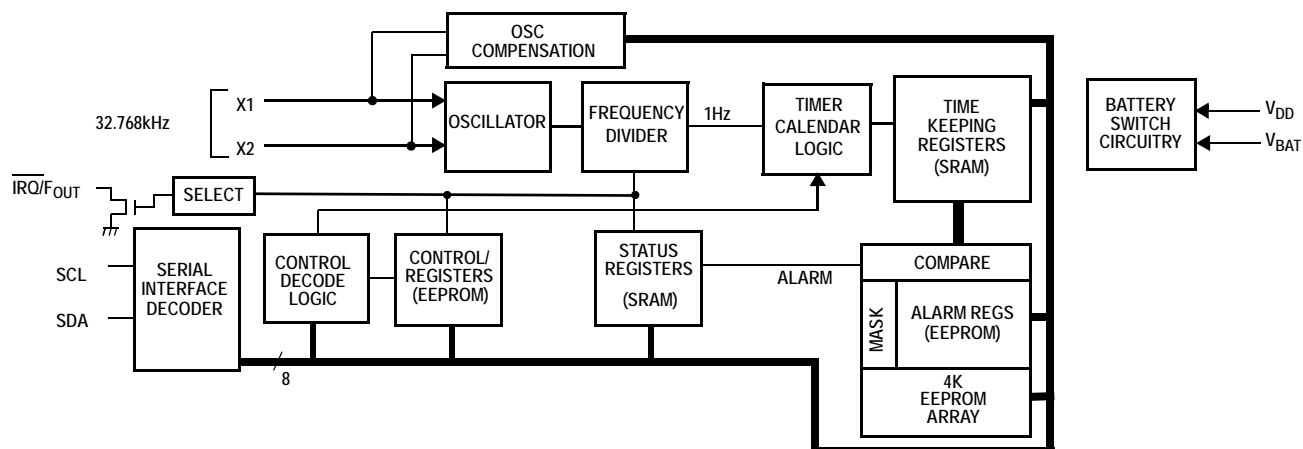 OSC
COMPENSATION
32.768kHz
X1
X2
OSCILLATOR
FREQUENCY
DIVIDER
1Hz
TIMER
CALENDAR
LOGIC
TIME
KEEPING
REGISTERS
(SRAM)
BATTERY
SWITCH
CIRCUITRY
VDD
VBAT
IRQ/FOUT
SELECT
SCL
SDA
SERIAL
INTERFACE
DECODER
CONTROL
DECODE
LOGIC
CONTROL/
REGISTERS
(EEPROM)
STATUS
REGISTERS
(SRAM)
ALARM
COMPARE
MASK
ALARM REGS
(EEPROM)
4K
EEPROM
ARRAY
8